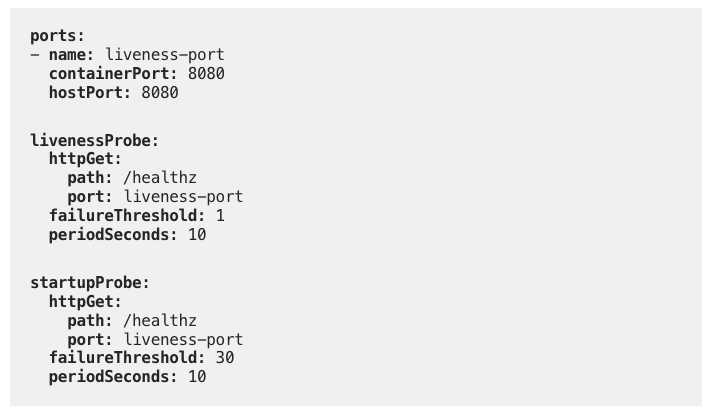 ports:
- name: liveness-port
  containerPort: 8080
  hostPort: 8080

livenessProbe:
  httpGet:
    path: /healthz
    port: liveness-port
  failureThreshold: 1
  periodSeconds: 10

startupProbe:
  httpGet:
    path: /healthz
    port: liveness-port
  failureThreshold: 30
  periodSeconds: 10